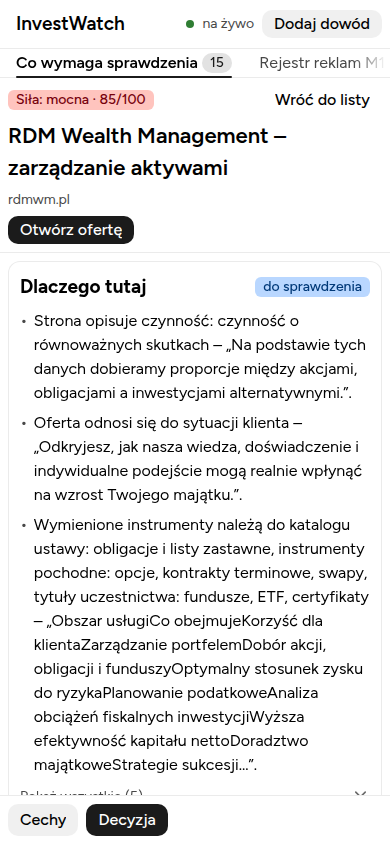 InvestWatch
na żywo
Dodaj dowód
Co wymaga sprawdzenia 15
Rejestr reklam M1
Siła: mocna · 85/100
Wróć do listy
RDM Wealth Management –
zarządzanie aktywami
rdmwm.pl
Otwórz ofertę
Dlaczego tutaj
do sprawdzenia
• Strona opisuje czynność: czynność o
równoważnych skutkach – „Na podstawie tych
danych dobieramy proporcje między akcjami,
obligacjami a inwestycjami alternatywnymi.”.
• Oferta odnosi się do sytuacji klienta –
„Odkryjesz, jak nasza wiedza, doświadczenie i
indywidualne podejście mogą realnie wpłynąć
na wzrost Twojego majątku.”.
• Wymienione instrumenty należą do katalogu
ustawy: obligacje i listy zastawne, instrumenty
pochodne: opcje, kontrakty terminowe, swapy,
tytuły uczestnictwa: fundusze, ETF, certyfikaty
– „Obszar usługiCo obejmujeKorzyść dla
klientaZarządzanie portfelemDobór akcji,
obligacji i funduszyOptymalny stosunek zysku
do ryzykaPlanowanie podatkoweAnaliza
obciążeń fiskalnych inwestycjiWyższa
efektywność kapitału nettoDoradztwo
majątkoweStrategie sukcesji…”.
Pokaż wszystkie (5)
Cechy
Decyzja